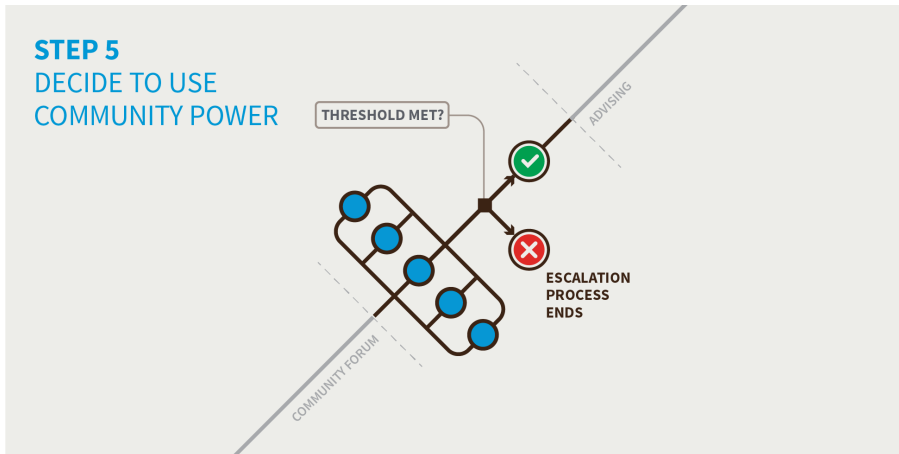 STEP 5
DECIDE TO USE
COMMUNITY POWER
THRESHOLD MET?
ADVISING
ESCALATION
PROCESS
ENDS
COMMUNITY FORUM